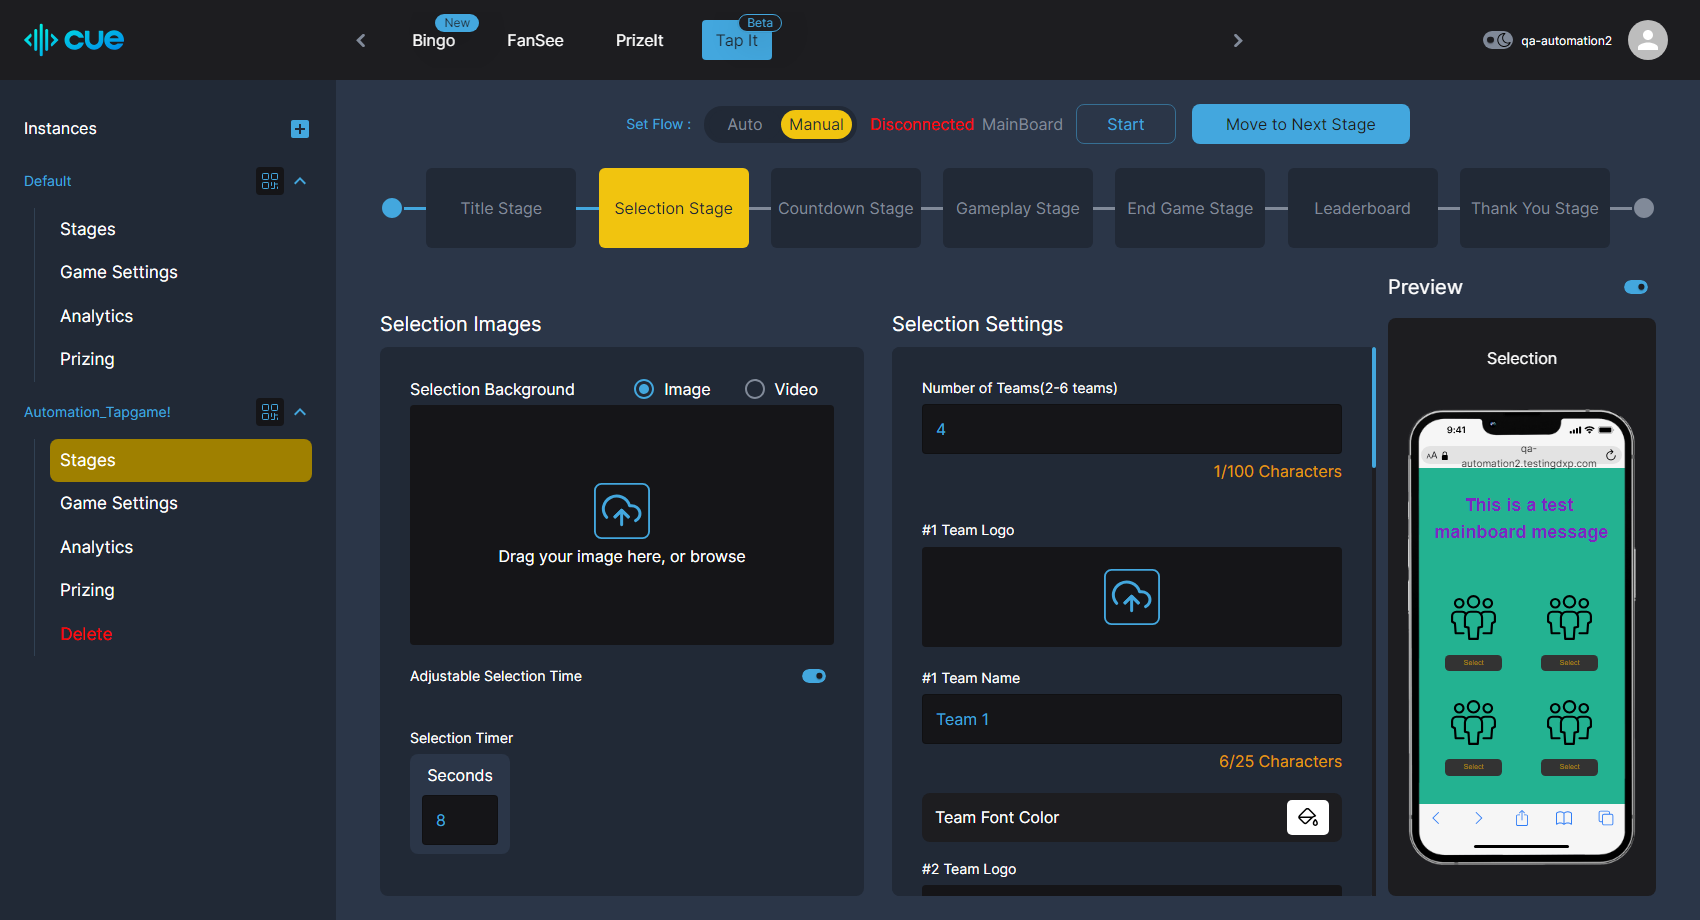 cue
Bingo
New
FanSee
PrizeIt
Tap It
Beta
qa-automation2
Instances
Default
Stages
Game Settings
Analytics
Prizing
Automation_Tapgame!
Stages
Game Settings
Analytics
Prizing
Delete
Set Flow :
Auto
Manual
Disconnected MainBoard
Start
Move to Next Stage
Title Stage
Selection Stage
Countdown Stage
Gameplay Stage
End Game Stage
Leaderboard
Thank You Stage
Selection Images
Selection Background
Image
Video
Drag your image here, or browse
Adjustable Selection Time
Selection Timer
Seconds
8
Selection Settings
Number of Teams(2-6 teams)
4
1/100 Characters
#1 Team Logo
#1 Team Name
Team 1
6/25 Characters
Team Font Color
#2 Team Logo
Preview
Selection
9:41
AA
qa-
automation2.testingdxp.com
This is a test
mainboard message
Select
Select
Select
Select